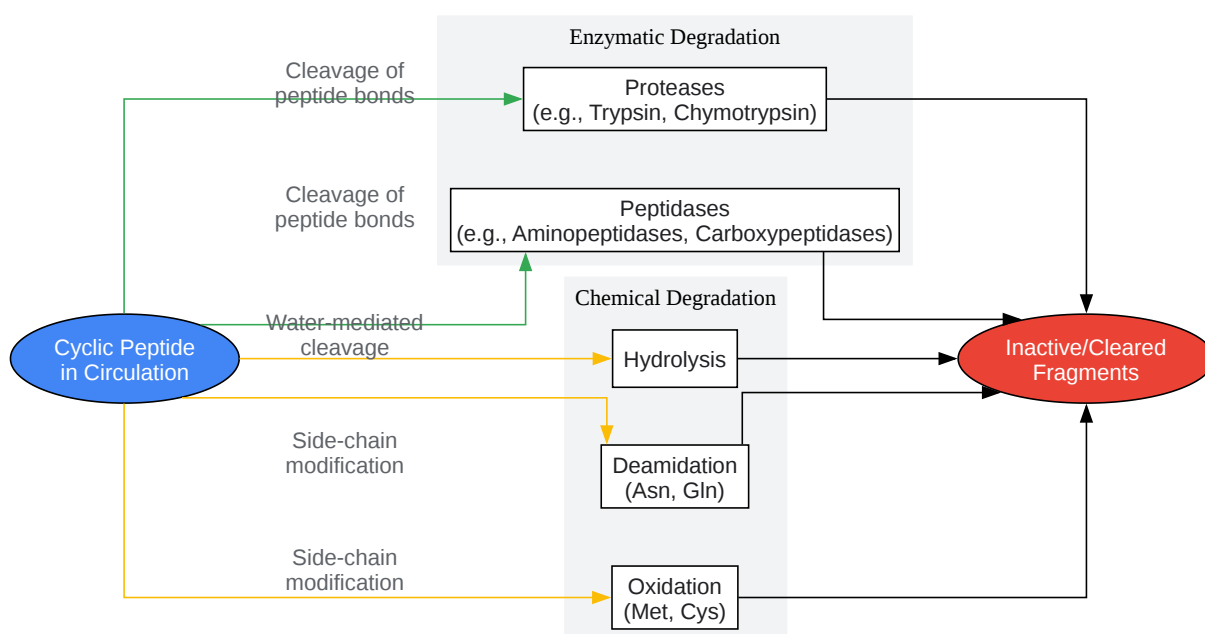 Enzymatic Degradation
Cleavage of
peptide bonds
Proteases
(e.g., Trypsin, Chymotrypsin)
Cleavage of
peptide bonds
Peptidases
(e.g., Aminopeptidases, Carboxypeptidases)
Chemical Degradation
Water-mediated
cleavage
Cyclic Peptide
in Circulation
Hydrolysis
Inactive/Cleared
Fragments
Side-chain
modification
Deamidation
(Asn, Gln)
Side-chain
modification
Oxidation
(Met, Cys)